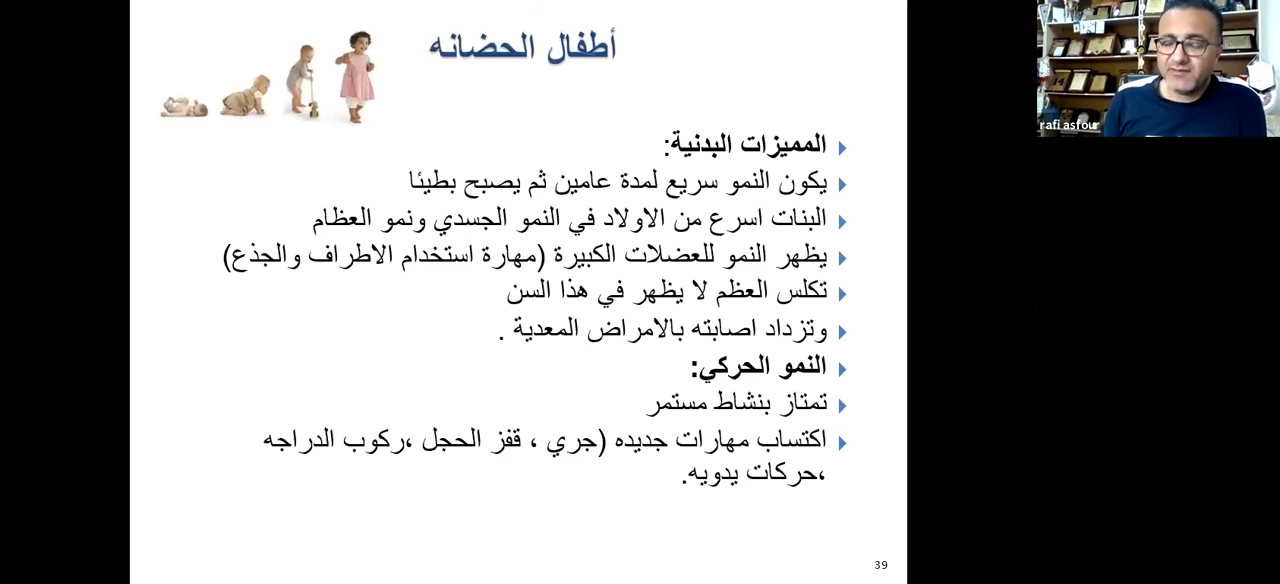 أطفال الحضانه
المميزات البدنية:
يكون النمو سريع لمدة عامين ثم يصبح بطيئا
البنات اسرع من الاولاد في النمو الجسدي ونمو العظام
يظهر النمو للعضلات الكبيرة (مهارة استخدام الاطراف والجذع)
تكلس العظم لا يظهر في هذا السن
وتزداد اصابته بالامراض المعدية .
النمو الحركي:
تمتاز بنشاط مستمر
اكتساب مهارات جديده (جري ، قفز الحجل ،ركوب الدراجه
،حركات يدويه.
39
rafi asfour